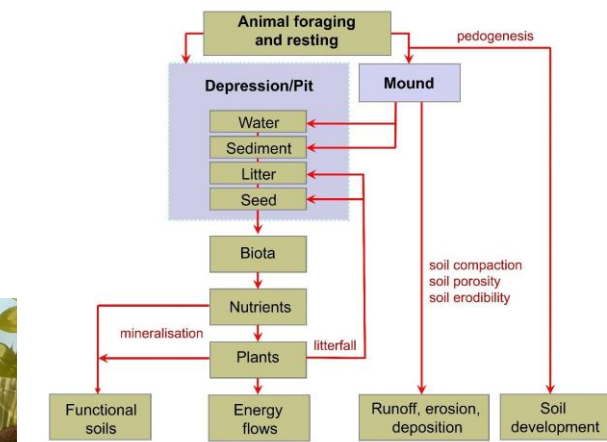 Animal foraging
and resting
pedogenesis
Depression/Pit
Mound
Water
Sediment
Litter
Seed
Biota
soil compaction
soil porosity
soil erodibility
Nutrients
mineralisation
litterfall
Plants
Functional
soils
Energy
flows
Runoff, erosion,
deposition
Soil
development